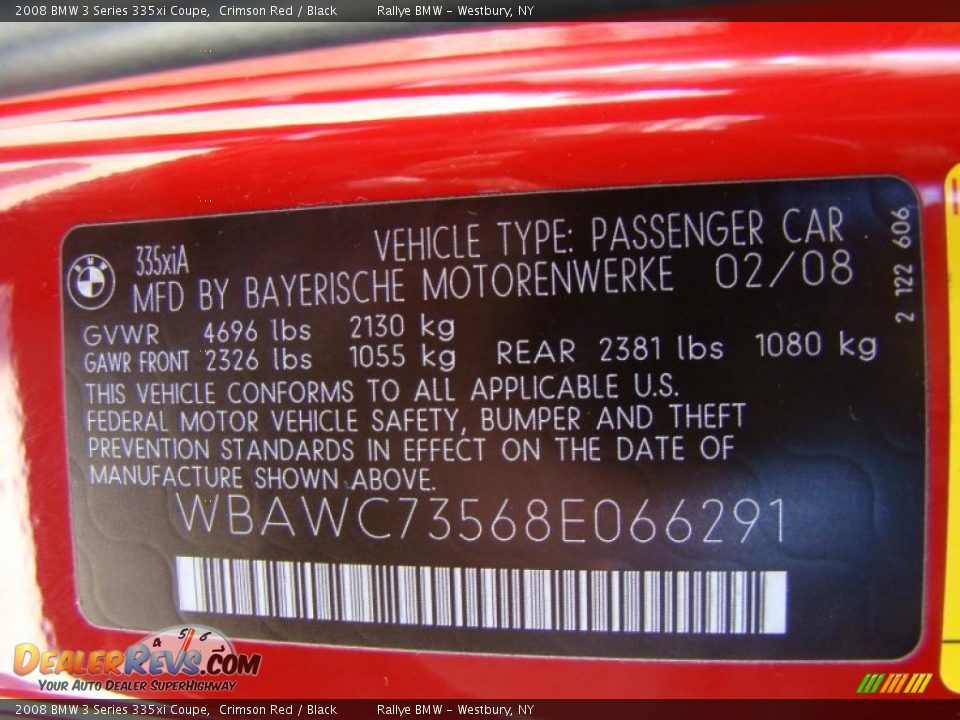 2008 BMW 3 Series 335xi Coupe, Crimson Red / Black Rallye BMW - Westbury, NY
BMW
335xiA
VEHICLE TYPE: PASSENGER CAR
MFD BY BAYERISCHE MOTORENWERKE 02/08
2 122 606
GVWR 4696 lbs 2130 kg
GAWR FRONT 2326 lbs 1055 kg REAR 2381 lbs 1080 kg
THIS VEHICLE CONFORMS TO ALL APPLICABLE U.S.
FEDERAL MOTOR VEHICLE SAFETY, BUMPER AND THEFT
PREVENTION STANDARDS IN EFFECT ON THE DATE OF
MANUFACTURE SHOWN ABOVE.
WBAWC73568E066291
4 5 6
DEALERREVS.COM
YOUR AUTO DEALER SUPERHIGHWAY
2008 BMW 3 Series 335xi Coupe, Crimson Red / Black Rallye BMW - Westbury, NY